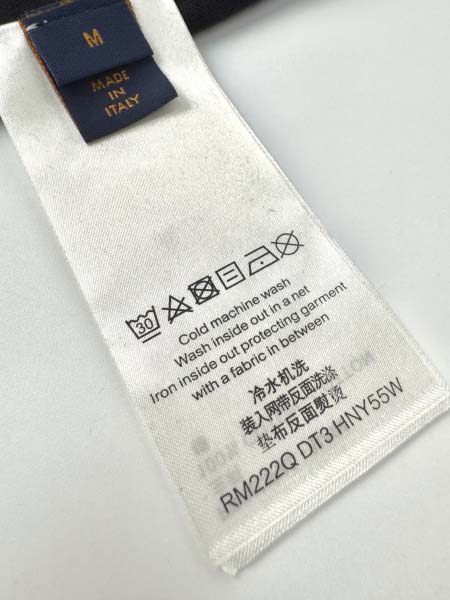 M
MADE
IN
ITALY
30
Cold machine wash
Wash inside out in a net
Iron inside out protecting garment
with a fabric in between
冷水机洗
装入网带反面洗涤
垫布反面熨烫
RM222Q DT3 HNY55W